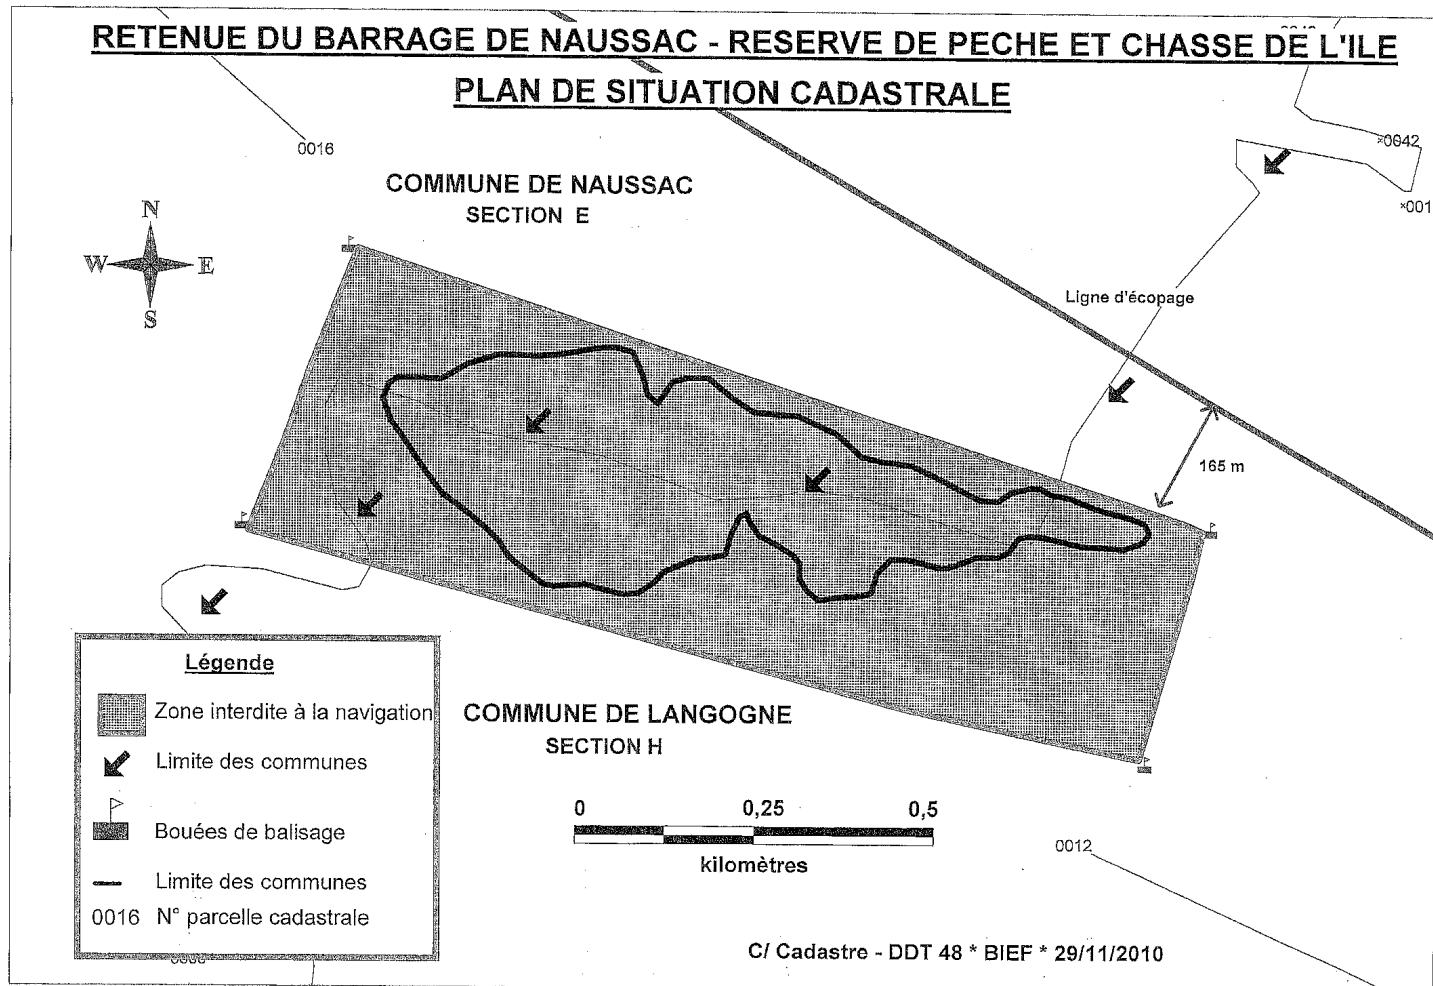 RETENUE DU BARRAGE DE NAUSSAC - RESERVE DE PECHE ET CHASSE DE L'ILE
PLAN DE SITUATION CADASTRALE
0016
×0042
×001
COMMUNE DE NAUSSAC
SECTION E
N
W
E
S
Ligne d'écopage
165 m
Légende
Zone interdite à la navigation
Limite des communes
Bouées de balisage
Limite des communes
0016 N° parcelle cadastrale
COMMUNE DE LANGOGNE
SECTION H
0 0,25 0,5
kilomètres
0012
C/ Cadastre - DDT 48 * BIEF * 29/11/2010